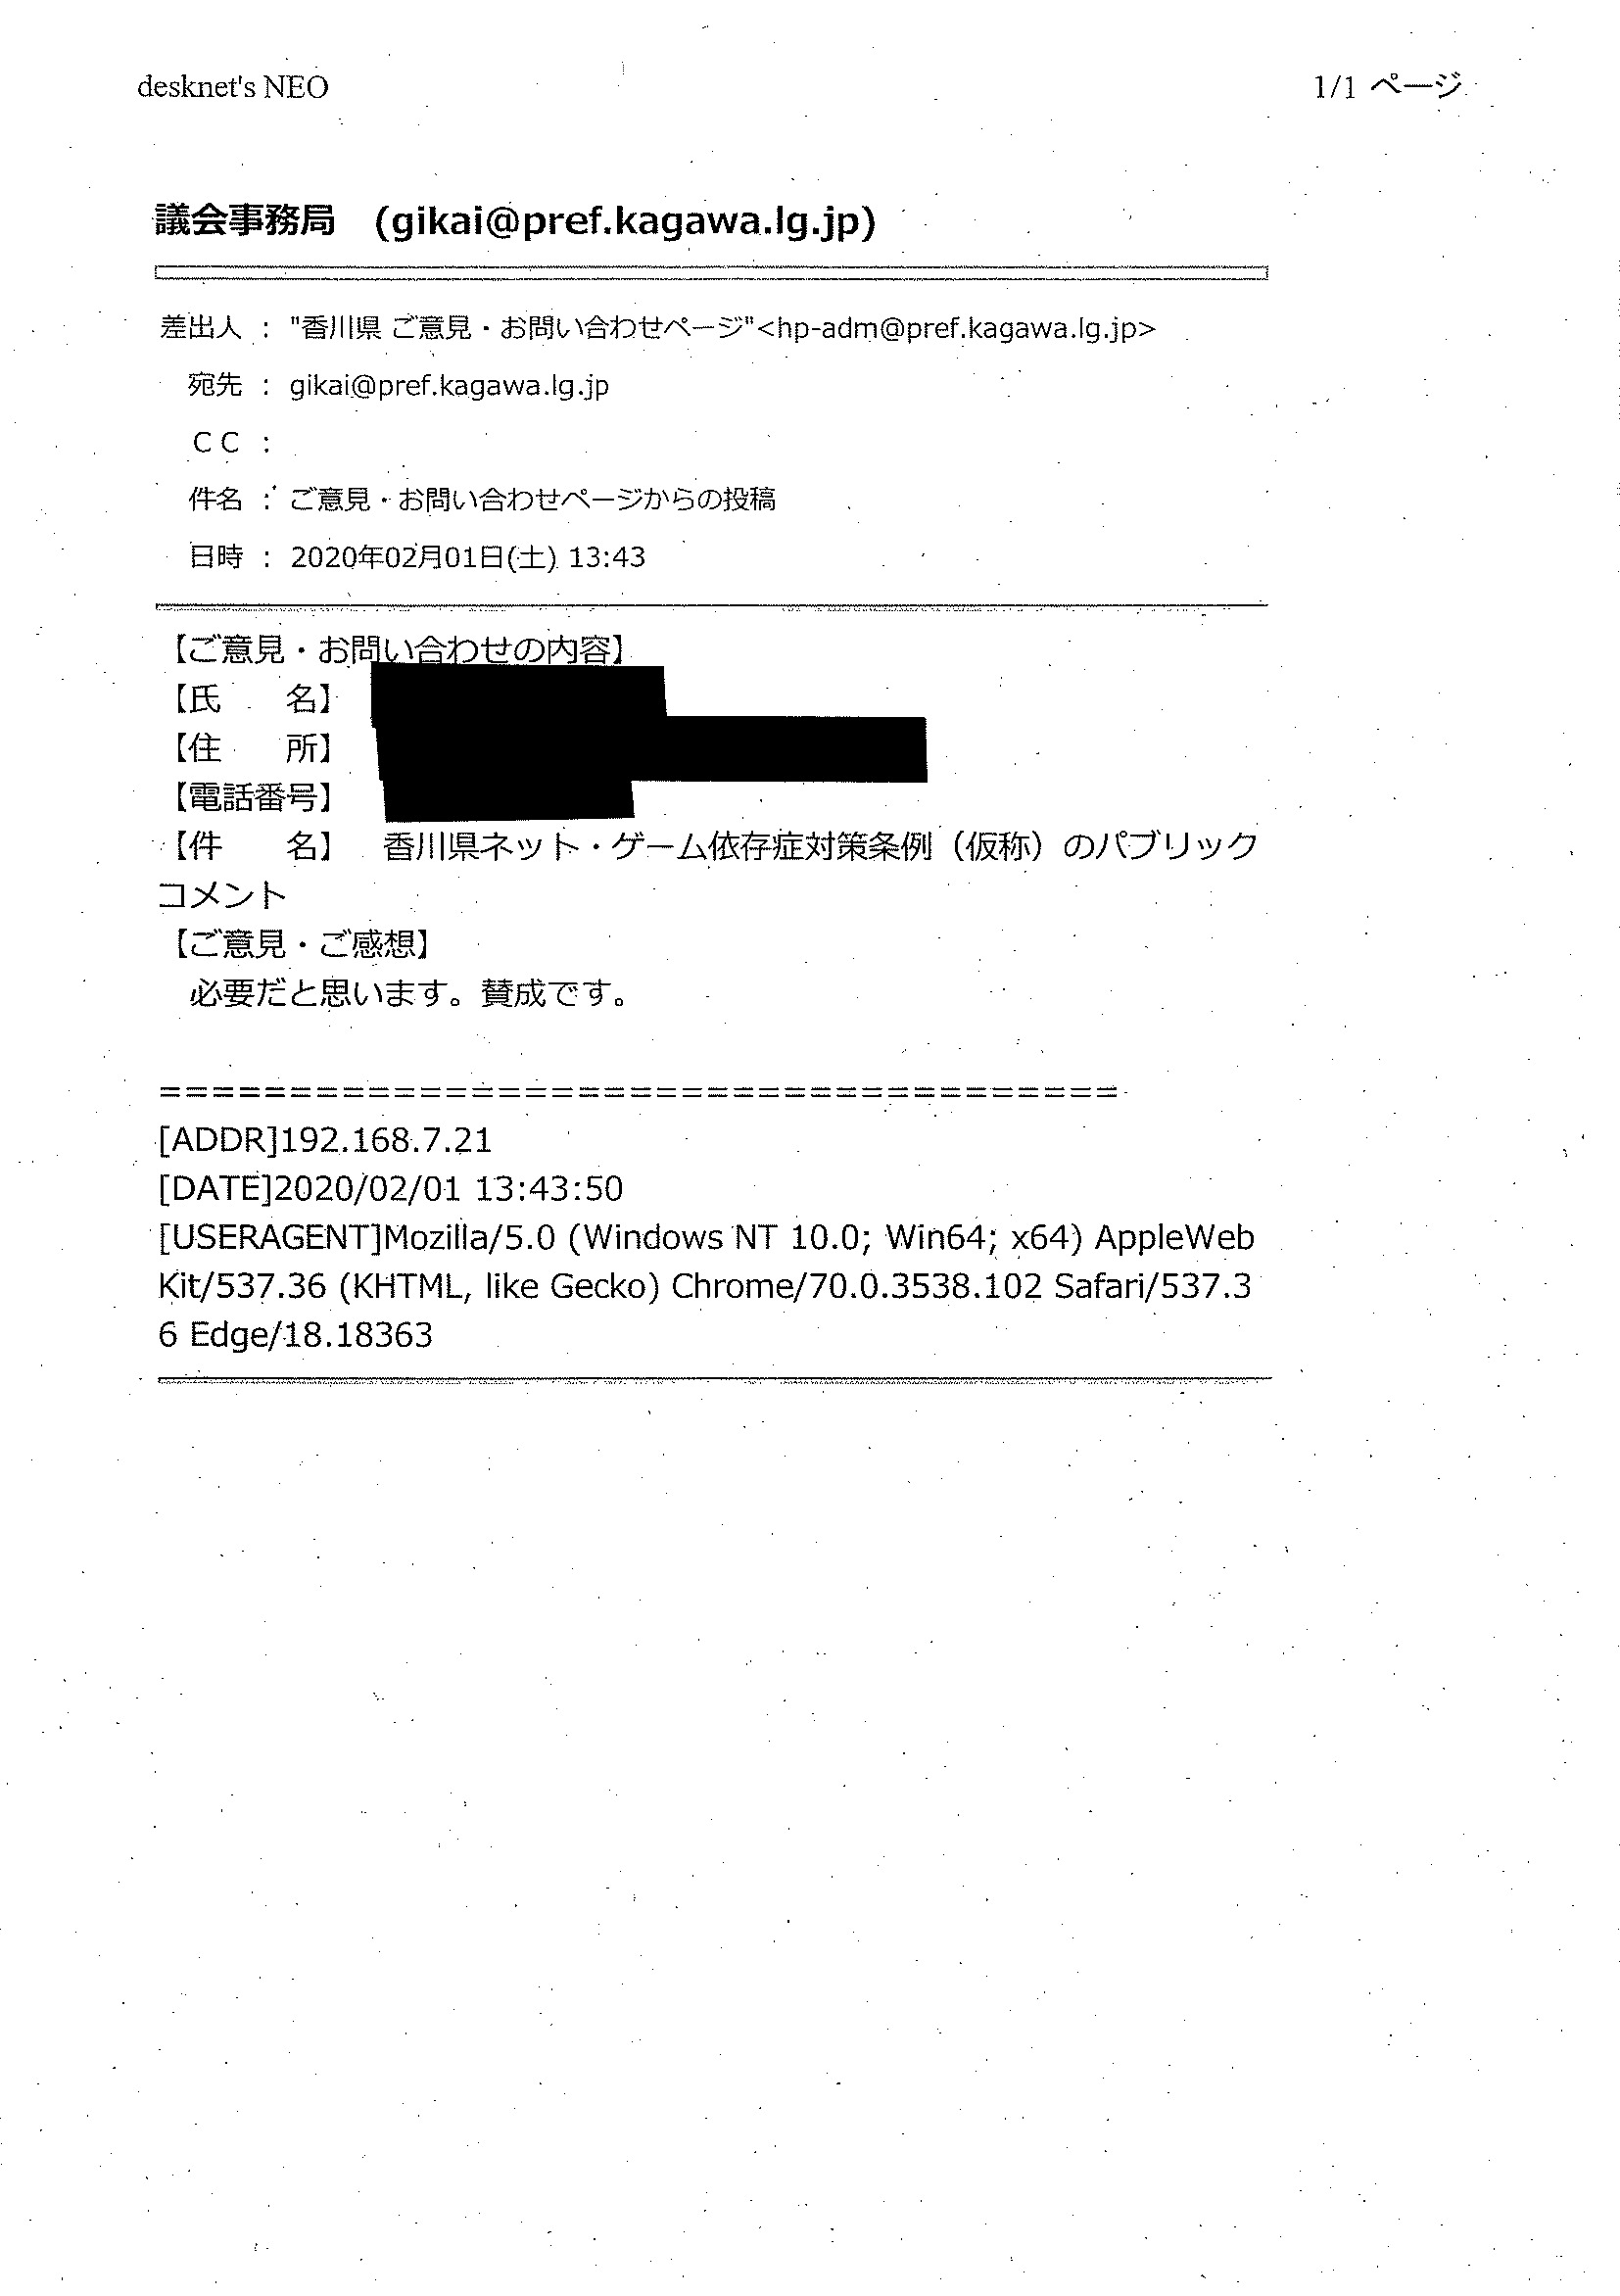 desknet's NEO
1/1 ページ
議会事務局　(gikai@pref.kagawa.lg.jp)
差出人 ： "香川県 ご意見・お問い合わせページ"<hp-adm@pref.kagawa.lg.jp>
宛先 ： gikai@pref.kagawa.lg.jp
ＣＣ ：
件名 ： ご意見・お問い合わせページからの投稿
日時 ： 2020年02月01日(土) 13:43
【ご意見・お問い合わせの内容】
【氏　　名】
【住　　所】
【電話番号】
【件　　名】　香川県ネット・ゲーム依存症対策条例（仮称）のパブリック
コメント
【ご意見・ご感想】
必要だと思います。賛成です。
=====================================
[ADDR]192.168.7.21
[DATE]2020/02/01 13:43:50
[USERAGENT]Mozilla/5.0 (Windows NT 10.0; Win64; x64) AppleWeb
Kit/537.36 (KHTML, like Gecko) Chrome/70.0.3538.102 Safari/537.3
6 Edge/18.18363